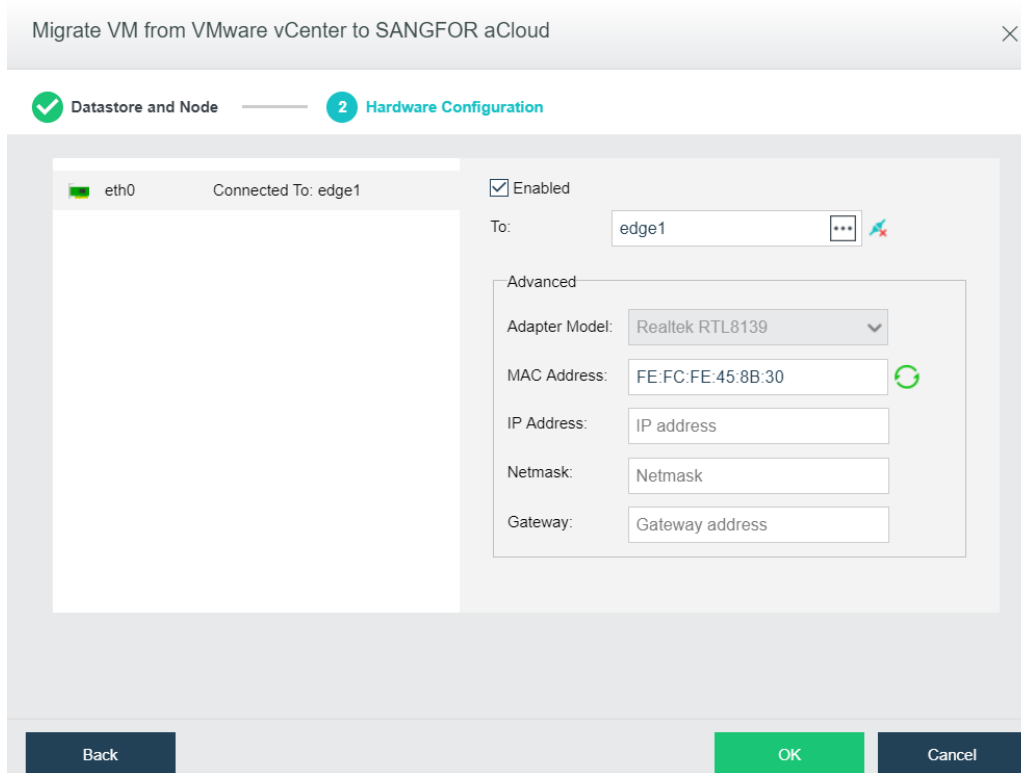 Migrate VM from VMware vCenter to SANGFOR aCloud
Datastore and Node
2 Hardware Configuration
eth0 Connected To: edge1
Enabled
To: edge1
Advanced
Adapter Model: Realtek RTL8139
MAC Address: FE:FC:FE:45:8B:30
IP Address: IP address
Netmask: Netmask
Gateway: Gateway address
Back OK Cancel